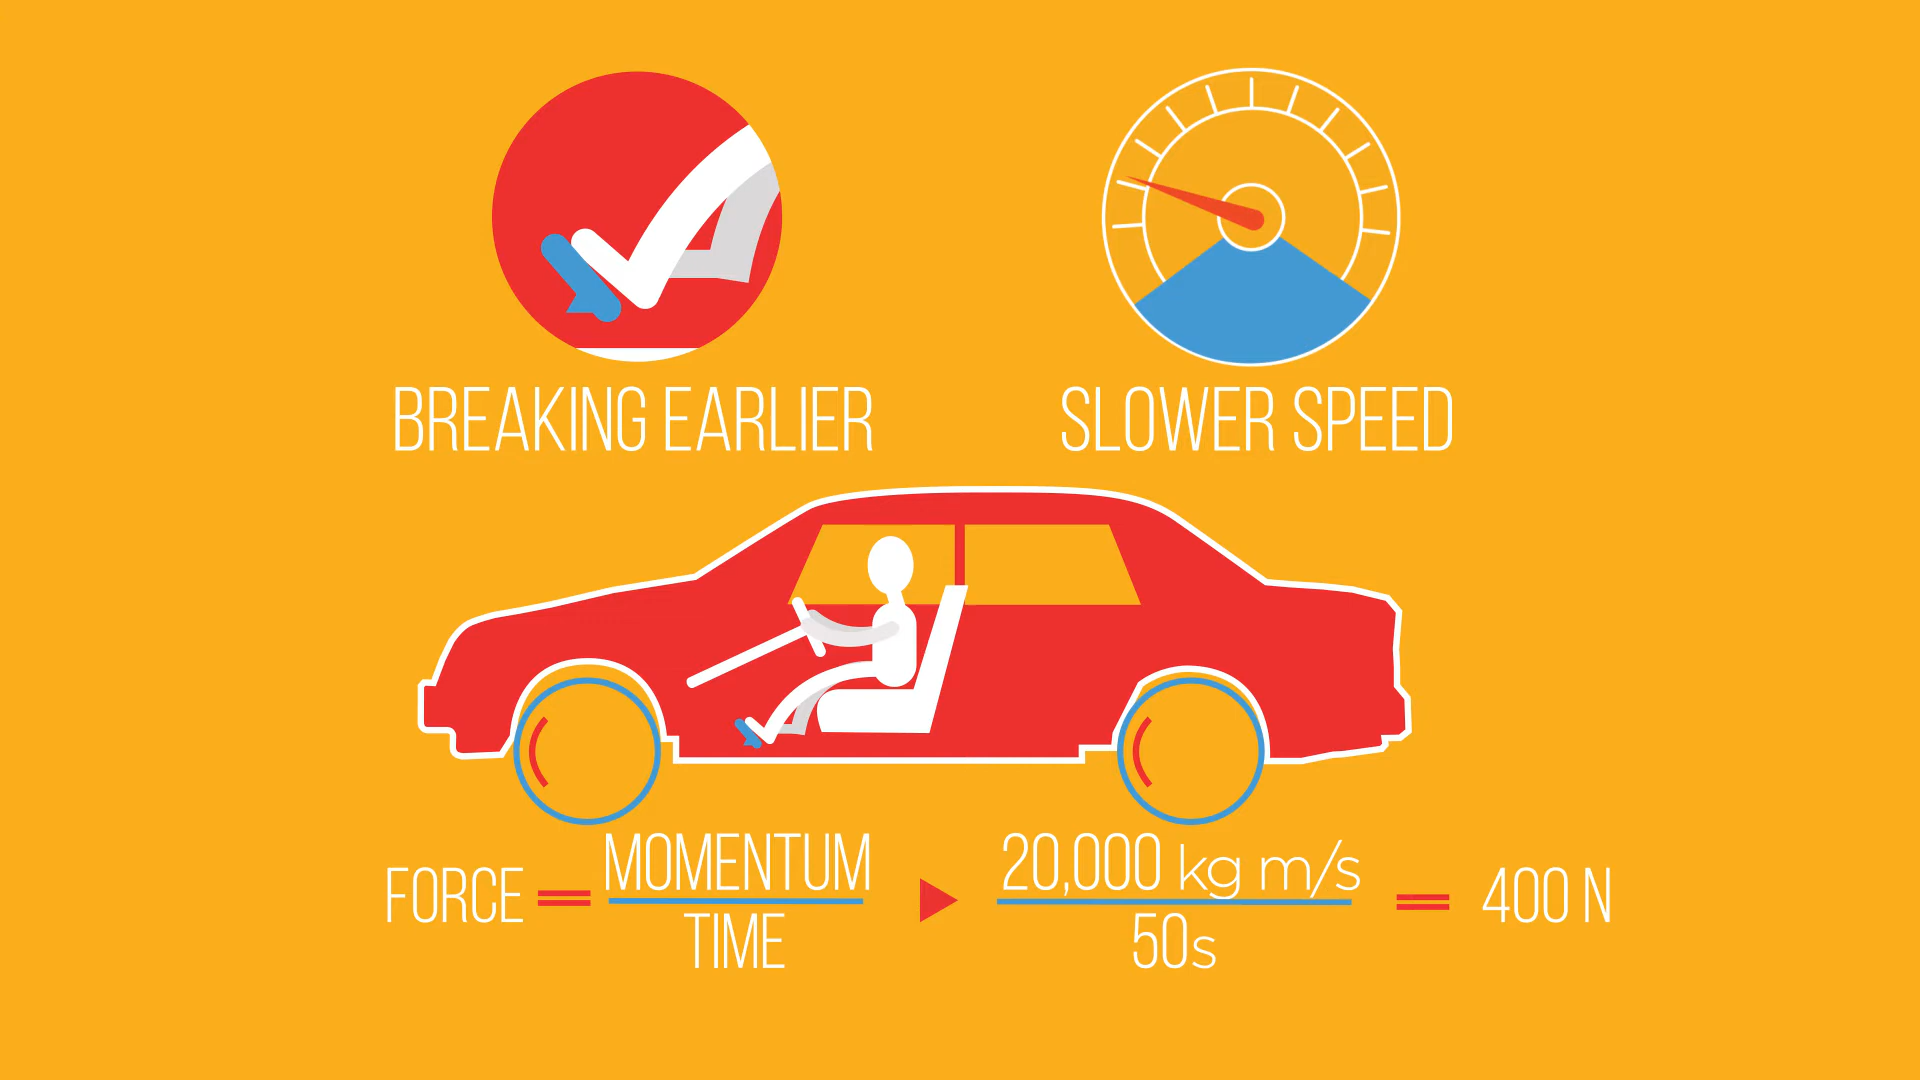 BREAKING EARLIER
SLOWER SPEED
FORCE = MOMENTUM / TIME ▶ 20,000 kg m/s / 50s = 400 N